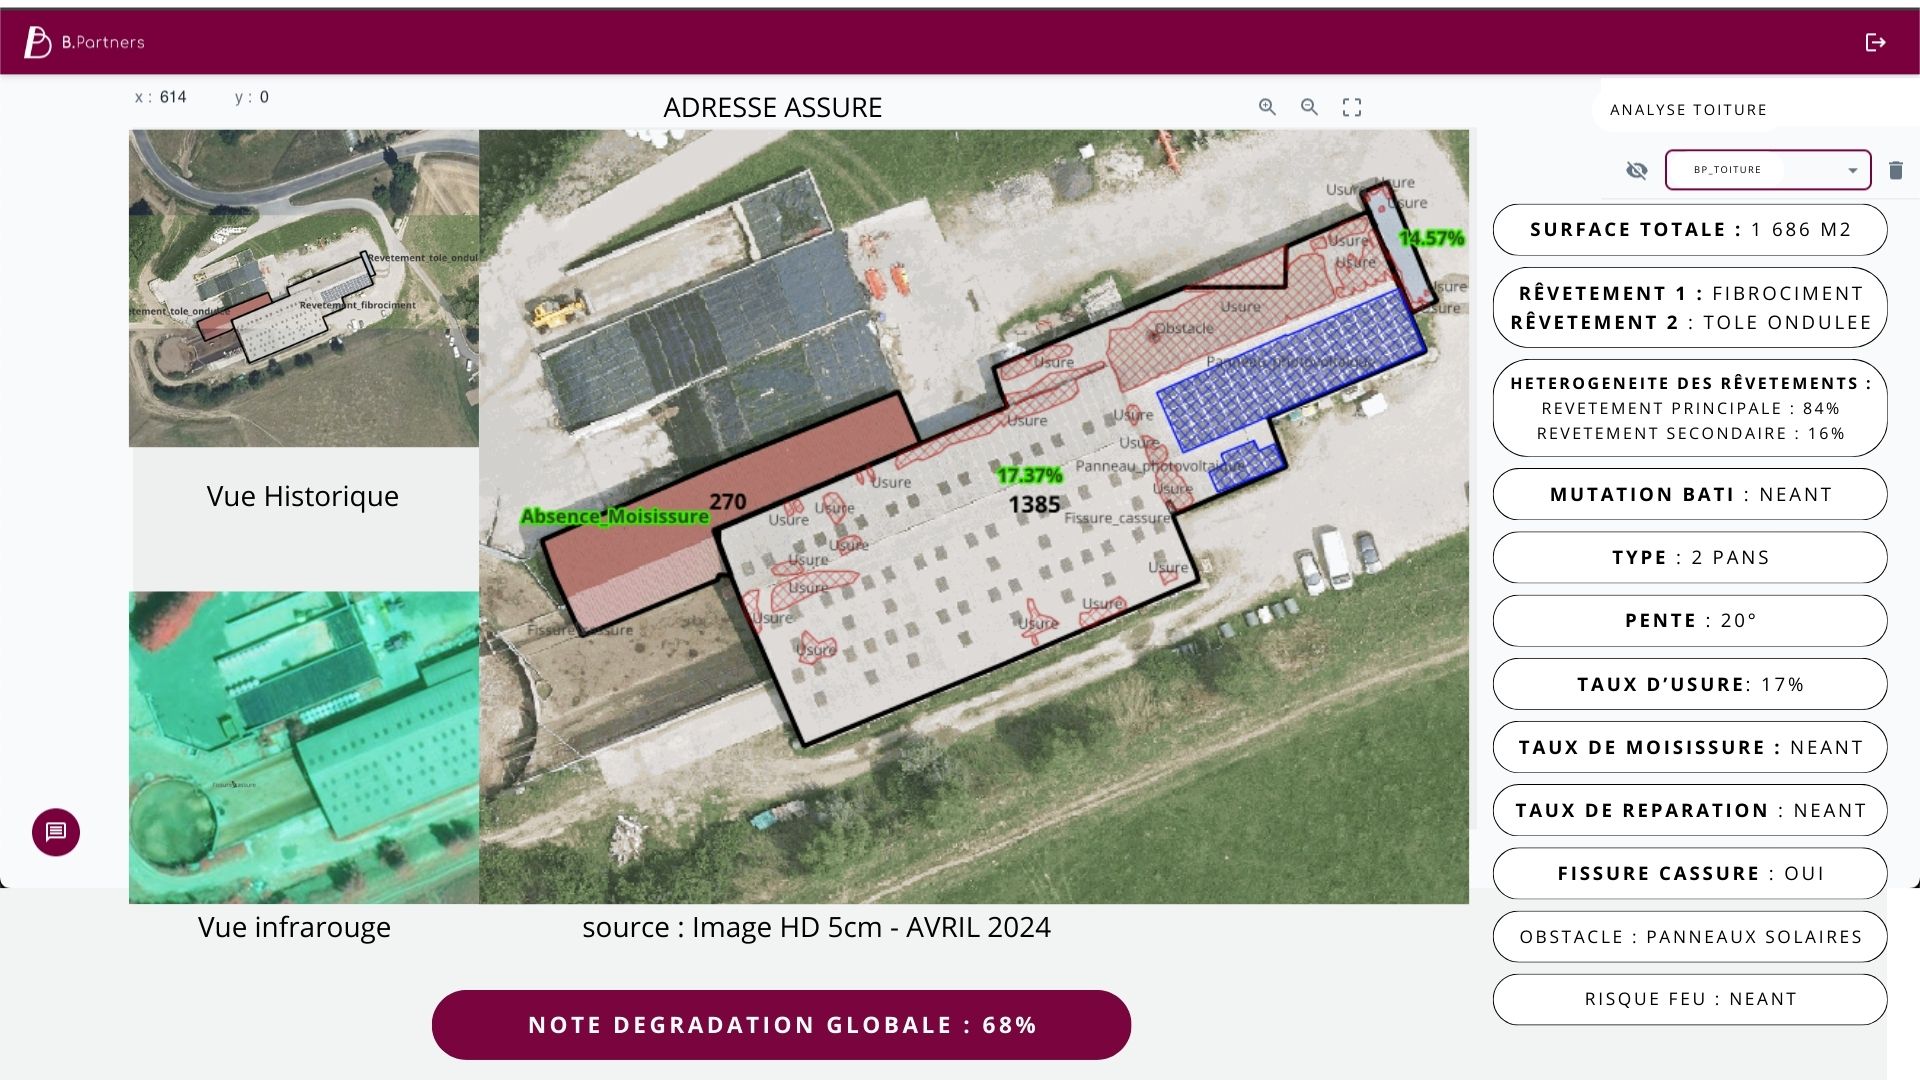 B.Partners
x : 614 y : 0
ADRESSE ASSURE
ANALYSE TOITURE
BP_TOITURE
Revetement_tole_ondul
Revetement_fibrociment
tement_tole_ondulee
Vue Historique
Fissure_cassure
Vue infrarouge
Usure
Usure
Usure
14.57%
Usure
Usure
Usure
Usure
Usure
Obstacle
Panneau_photovoltaique
Usure
Usure
Usure
Usure
Panneau_photovoltaique
17.37%
Usure
Usure
270
1385
Absence_Moisissure
Usure
Usure
Fissure_cassure
Usure
Usure
Usure
Usure
Usure
Usure
Usure
Fissure_cassure
Usure
source : Image HD 5cm - AVRIL 2024
NOTE DEGRADATION GLOBALE : 68%
SURFACE TOTALE : 1 686 M2
RÊVETEMENT 1 : FIBROCIMENT
RÊVETEMENT 2 : TOLE ONDULEE
HETEROGENEITE DES RÊVETEMENTS :
REVETEMENT PRINCIPALE : 84%
REVETEMENT SECONDAIRE : 16%
MUTATION BATI : NEANT
TYPE : 2 PANS
PENTE : 20°
TAUX D’USURE: 17%
TAUX DE MOISISSURE : NEANT
TAUX DE REPARATION : NEANT
FISSURE CASSURE : OUI
OBSTACLE : PANNEAUX SOLAIRES
RISQUE FEU : NEANT